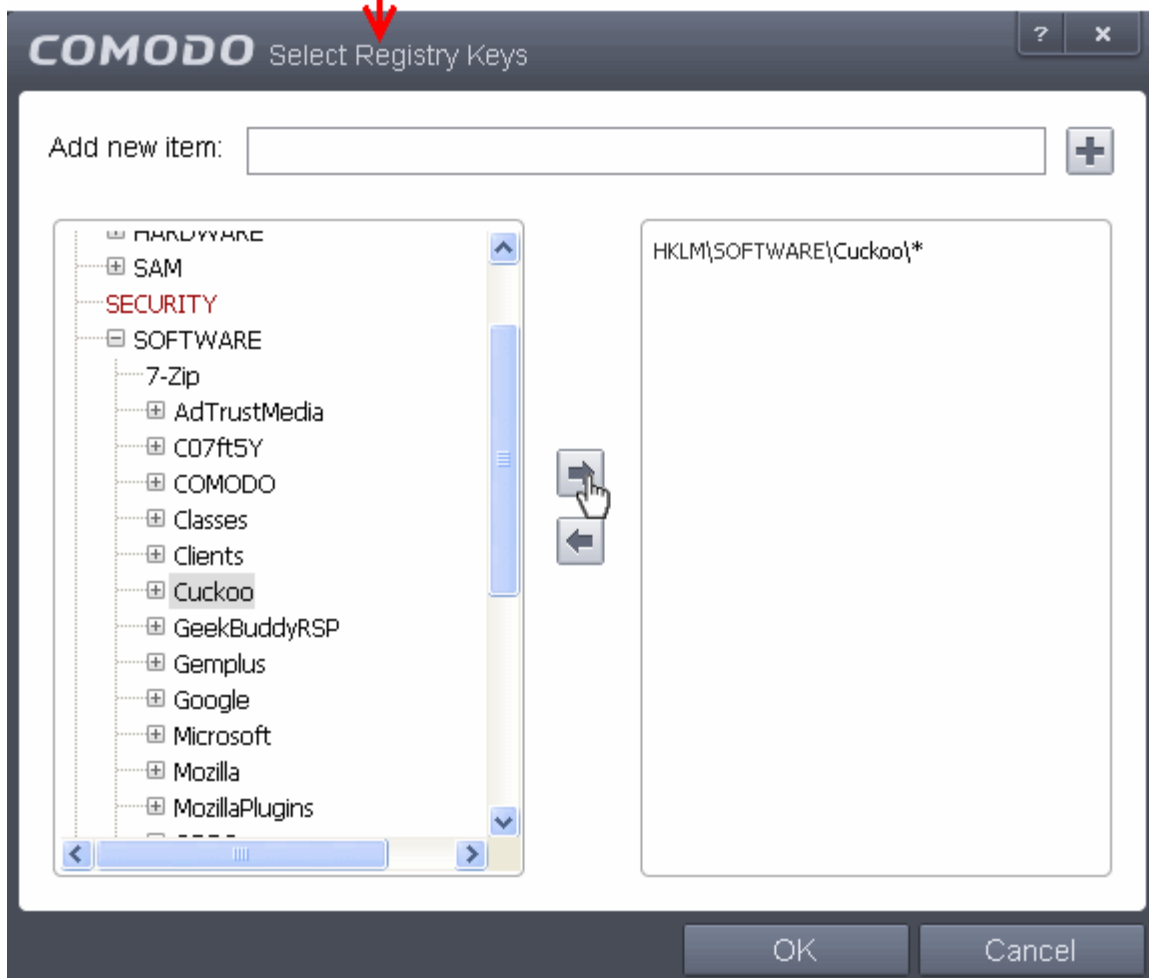 COMODO Select Registry Keys
? x
Add new item:
HARDWARE
SAM
SECURITY
SOFTWARE
7-Zip
AdTrustMedia
C07ft5Y
COMODO
Classes
Clients
Cuckoo
GeekBuddyRSP
Gemplus
Google
Microsoft
Mozilla
MozillaPlugins
HKLM\SOFTWARE\Cuckoo\*
OK
Cancel